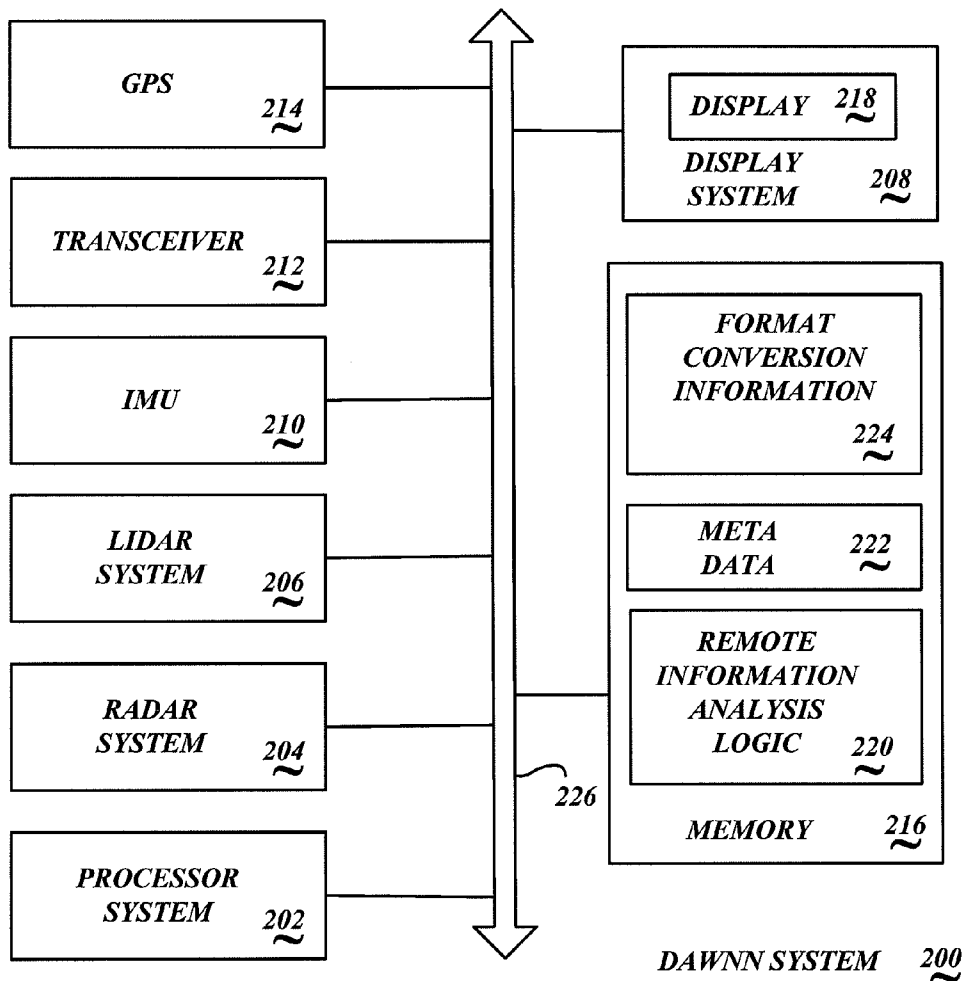 GPS
214
TRANSCEIVER
212
IMU
210
LIDAR
SYSTEM
206
RADAR
SYSTEM
204
PROCESSOR
SYSTEM
202
DISPLAY 218
DISPLAY
SYSTEM
208
FORMAT
CONVERSION
INFORMATION
224
META
DATA
222
REMOTE
INFORMATION
ANALYSIS
LOGIC
220
MEMORY 216
226
DAWNN SYSTEM 200